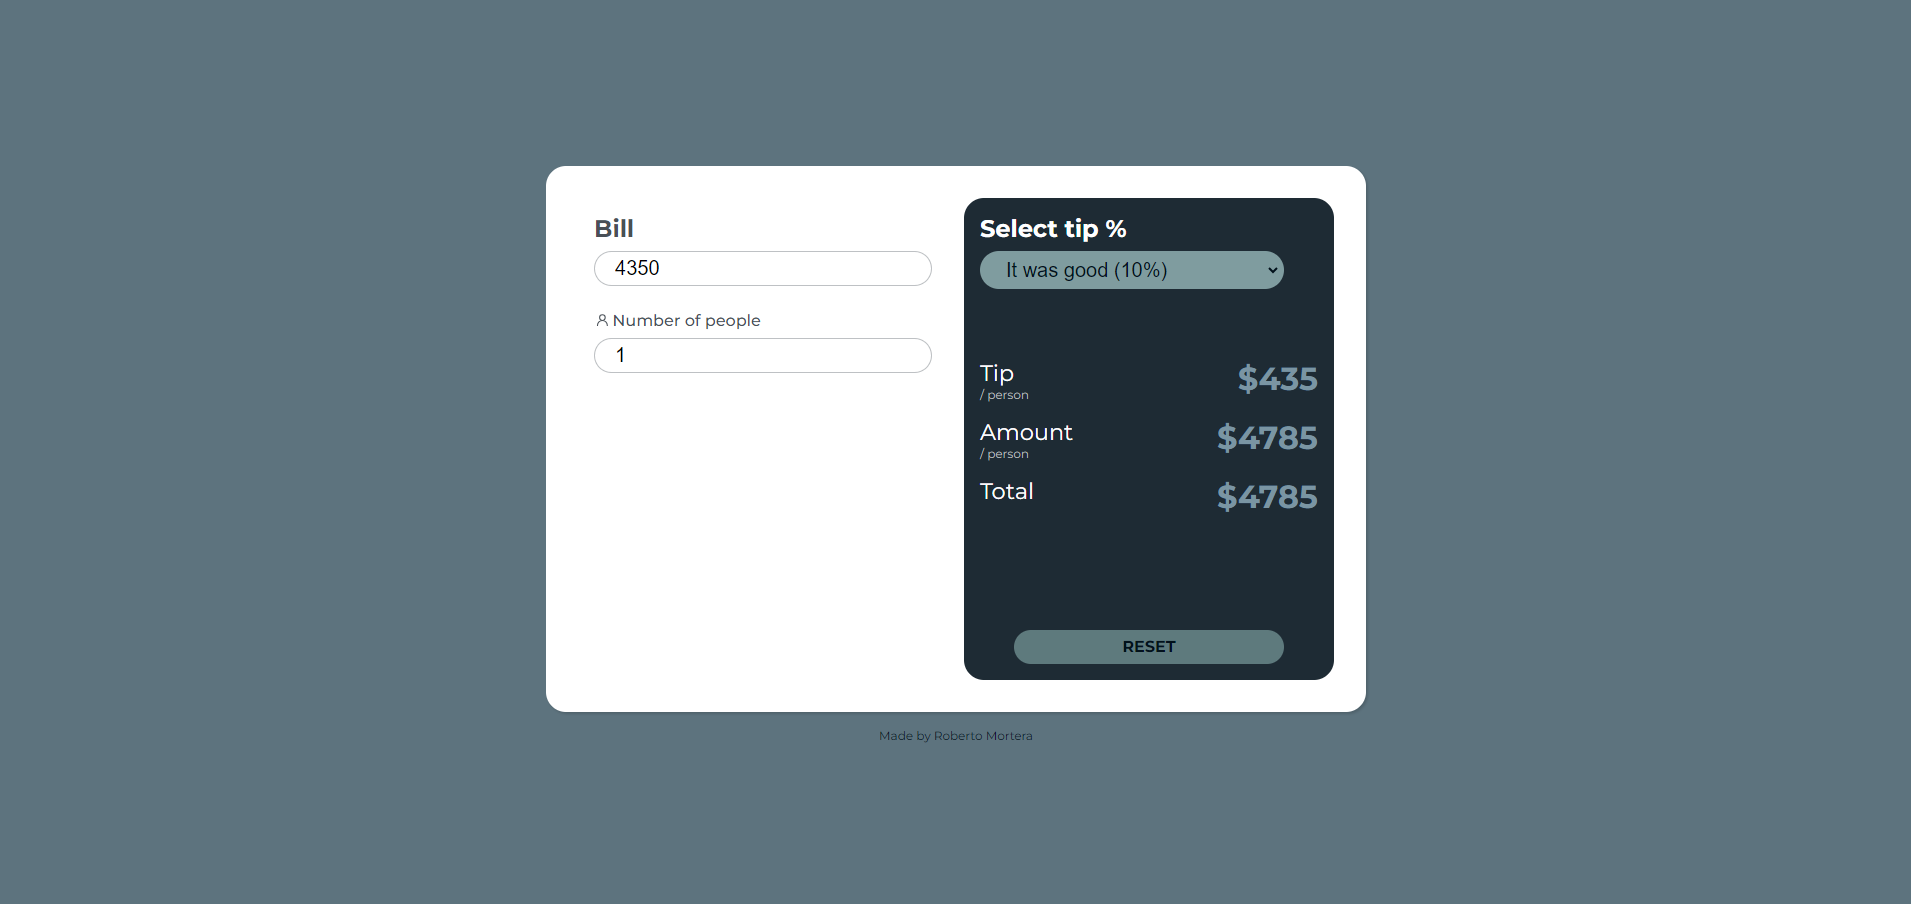 Bill
4350
Number of people
1
Select tip %
It was good (10%)
Tip
/ person
$435
Amount
/ person
$4785
Total
$4785
RESET
Made by Roberto Mortera